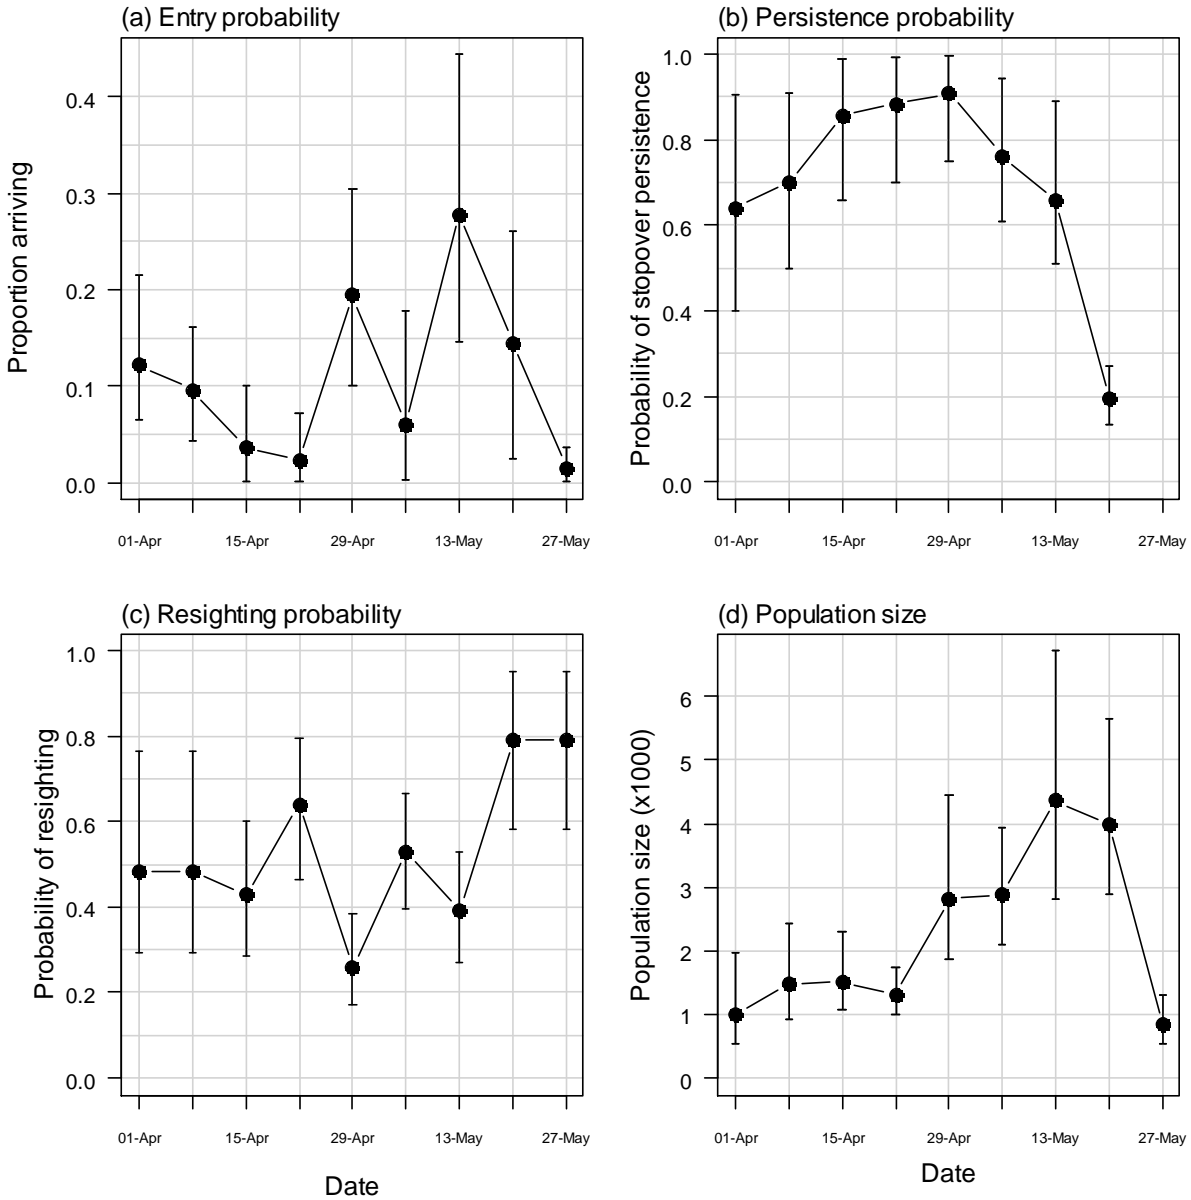 (a) Entry probability
Proportion arriving
0.4
0.3
0.2
0.1
0.0
01-Apr 15-Apr 29-Apr 13-May 27-May
(b) Persistence probability
Probability of stopover persistence
1.0
0.8
0.6
0.4
0.2
0.0
01-Apr 15-Apr 29-Apr 13-May 27-May
(c) Resighting probability
Probability of resighting
1.0
0.8
0.6
0.4
0.2
0.0
01-Apr 15-Apr 29-Apr 13-May 27-May
Date
(d) Population size
Population size (x1000)
6
5
4
3
2
1
0
01-Apr 15-Apr 29-Apr 13-May 27-May
Date